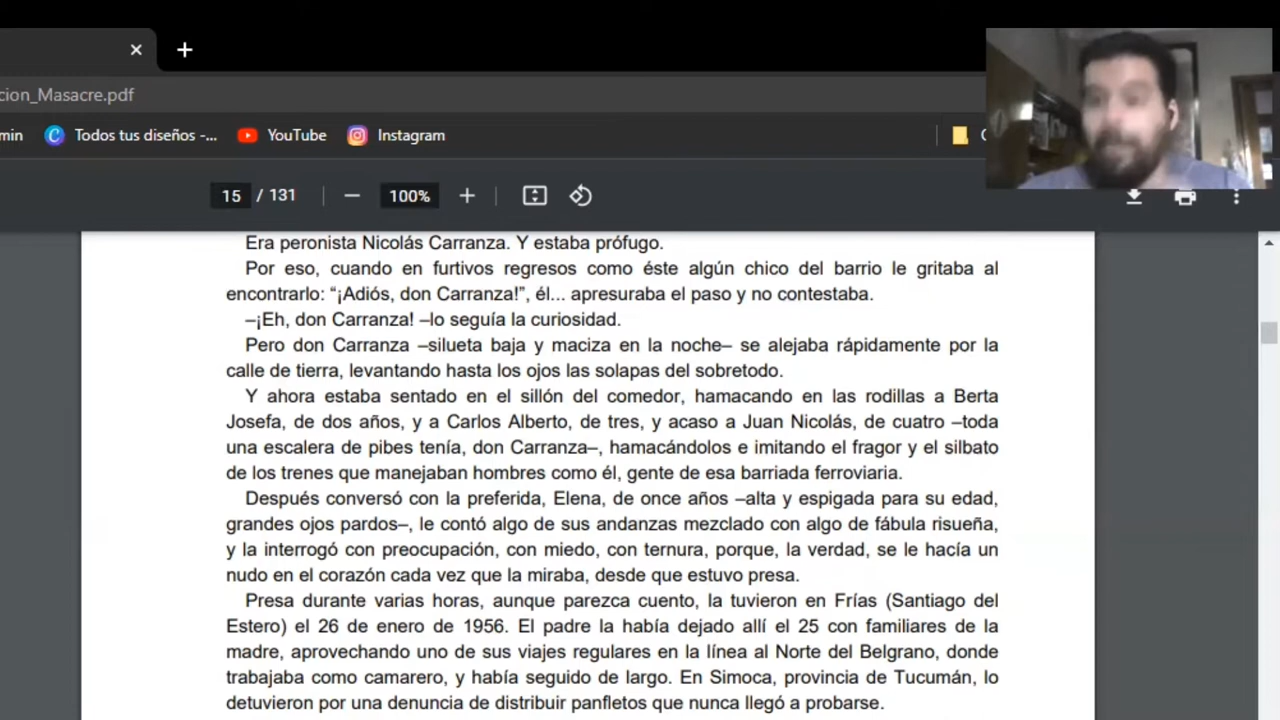 cion_Masacre.pdf
min Todos tus diseños -... YouTube Instagram
15 / 131 100%
Era peronista Nicolás Carranza. Y estaba prófugo.
Por eso, cuando en furtivos regresos como éste algún chico del barrio le gritaba al
encontrarlo: “¡Adiós, don Carranza!”, él... apresuraba el paso y no contestaba.
–¡Eh, don Carranza! –lo seguía la curiosidad.
Pero don Carranza –silueta baja y maciza en la noche– se alejaba rápidamente por la
calle de tierra, levantando hasta los ojos las solapas del sobretodo.
Y ahora estaba sentado en el sillón del comedor, hamacando en las rodillas a Berta
Josefa, de dos años, y a Carlos Alberto, de tres, y acaso a Juan Nicolás, de cuatro –toda
una escalera de pibes tenía, don Carranza–, hamacándolos e imitando el fragor y el silbato
de los trenes que manejaban hombres como él, gente de esa barriada ferroviaria.
Después conversó con la preferida, Elena, de once años –alta y espigada para su edad,
grandes ojos pardos–, le contó algo de sus andanzas mezclado con algo de fábula risueña,
y la interrogó con preocupación, con miedo, con ternura, porque, la verdad, se le hacía un
nudo en el corazón cada vez que la miraba, desde que estuvo presa.
Presa durante varias horas, aunque parezca cuento, la tuvieron en Frías (Santiago del
Estero) el 26 de enero de 1956. El padre la había dejado allí el 25 con familiares de la
madre, aprovechando uno de sus viajes regulares en la línea al Norte del Belgrano, donde
trabajaba como camarero, y había seguido de largo. En Simoca, provincia de Tucumán, lo
detuvieron por una denuncia de distribuir panfletos que nunca llegó a probarse.